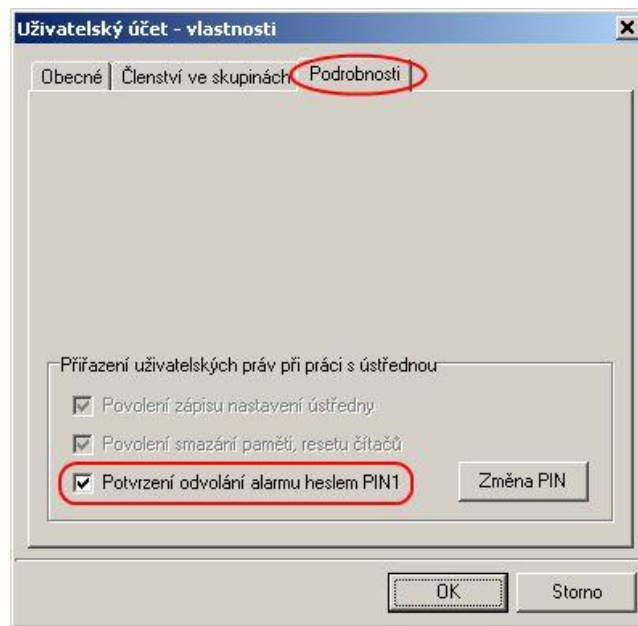 Uživatelský účet - vlastnosti
Obecné Členství ve skupinách Podrobnosti
Přiřazení uživatelských práv při práci s ústřednou
Povolení zápisu nastavení ústředny
Povolení smazání paměti, resetu čítačů
Potvrzení odvolání alarmu heslem PIN1
Změna PIN
OK Storno